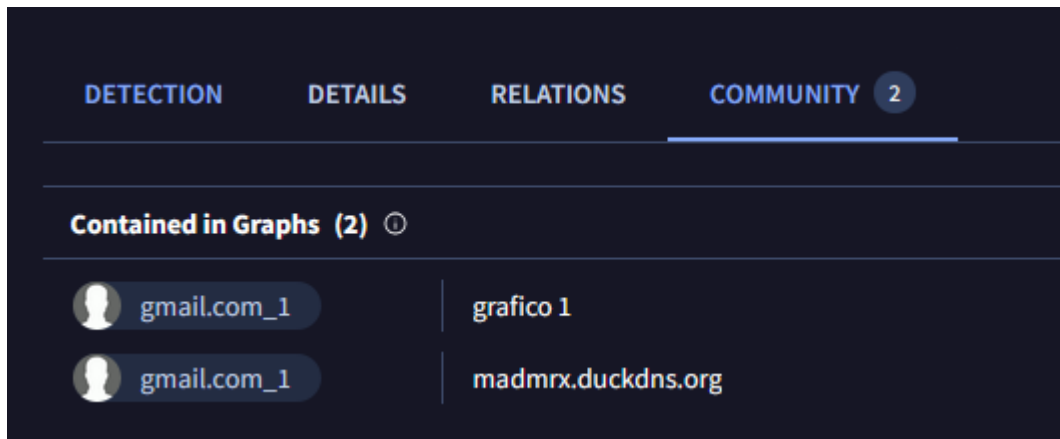 DETECTION DETAILS RELATIONS COMMUNITY 2
Contained in Graphs (2)
gmail.com_1 grafico 1
gmail.com_1 madmrx.duckdns.org